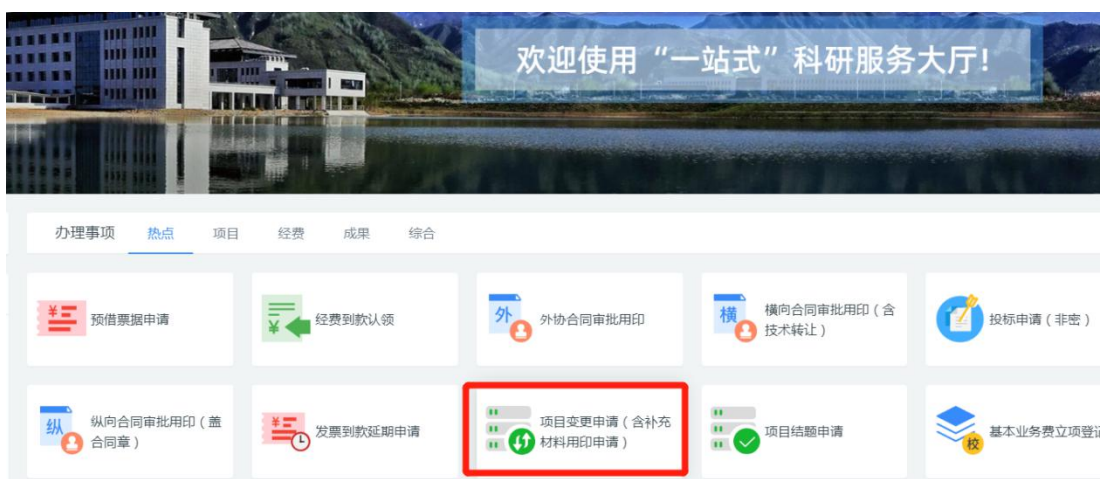 欢迎使用“一站式”科研服务大厅!
办理事项 热点 项目 经费 成果 综合
预借票据申请
经费到款认领
外
外协合同审批用印
横
横向合同审批用印（含
技术转让）
投标申请（非密）
纵
纵向合同审批用印（盖
合同章）
发票到款延期申请
项目变更申请（含补充
材料用印申请）
项目结题申请
校
基本业务费立项登